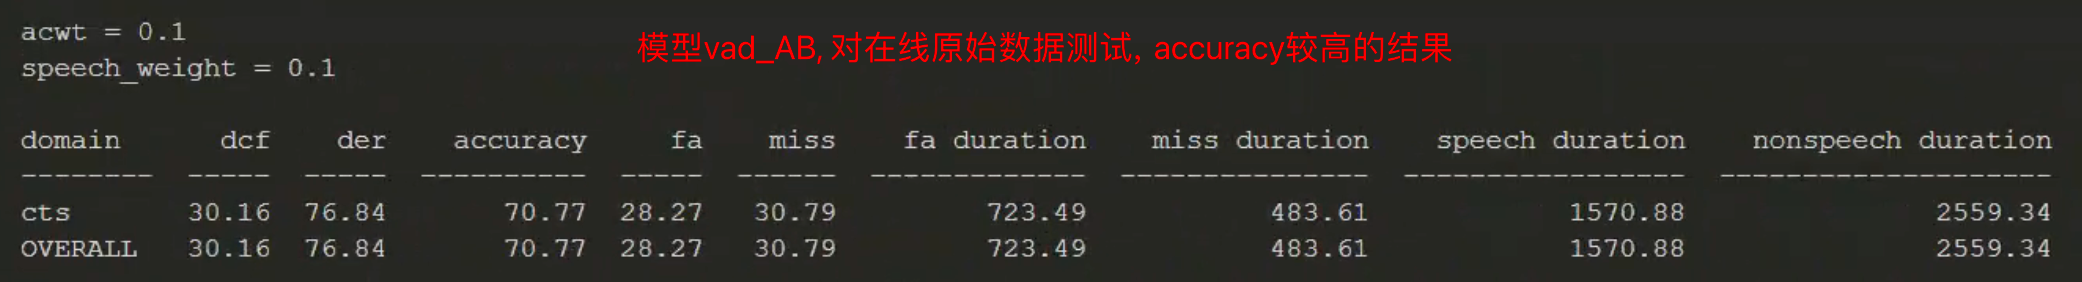 acwt = 0.1
模型vad_AB, 对在线原始数据测试, accuracy较高的结果
speech_weight = 0.1
domain dcf der accuracy fa miss fa duration miss duration speech duration nonspeech duration
-------- ----- ----- ---------- ----- ------ ------------- --------------- ----------------- --------------------
cts 30.16 76.84 70.77 28.27 30.79 723.49 483.61 1570.88 2559.34
OVERALL 30.16 76.84 70.77 28.27 30.79 723.49 483.61 1570.88 2559.34